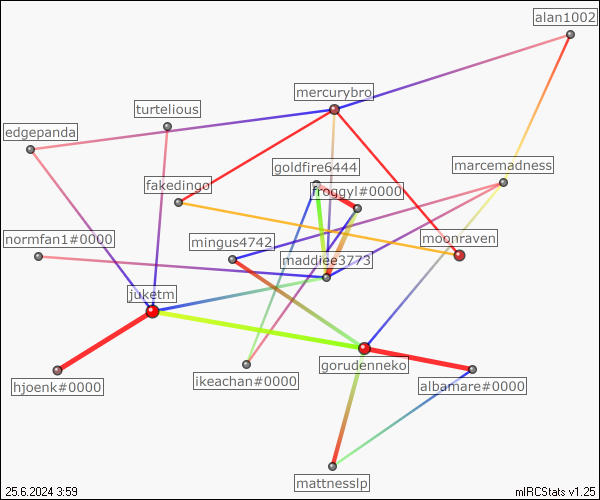 alan1002
mercurybro
turtelious
edgepanda
goldfire6444
marcemadness
fakedingo
froggyl#0000
normfan1#0000
mingus4742
moonraven
maddiee3773
juketm
gorudenneko
hjoenk#0000
ikeachan#0000
albamare#0000
mattnesslp
25.6.2024 3:59
mIRCStats v1.25